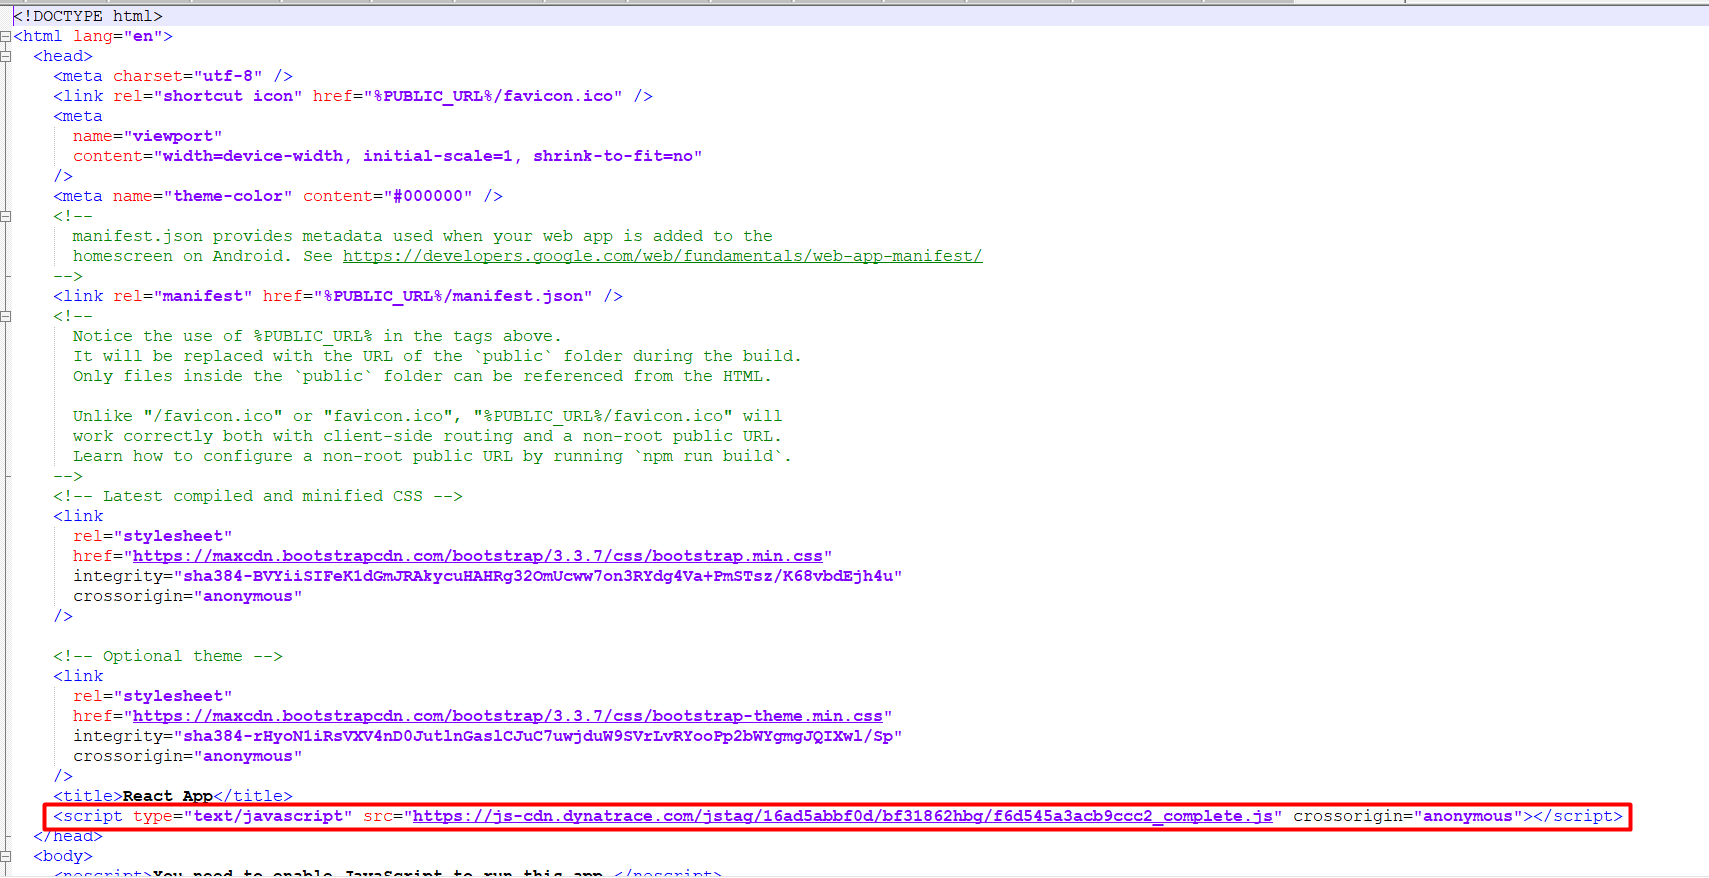 <!DOCTYPE html>
<html lang="en">
<head>
<meta charset="utf-8" />
<link rel="shortcut icon" href="%PUBLIC_URL%/favicon.ico" />
<meta
name="viewport"
content="width=device-width, initial-scale=1, shrink-to-fit=no"
/>
<meta name="theme-color" content="#000000" />
<!--
manifest.json provides metadata used when your web app is added to the
homescreen on Android. See https://developers.google.com/web/fundamentals/web-app-manifest/
-->
<link rel="manifest" href="%PUBLIC_URL%/manifest.json" />
<!--
Notice the use of %PUBLIC_URL% in the tags above.
It will be replaced with the URL of the `public` folder during the build.
Only files inside the `public` folder can be referenced from the HTML.
Unlike "/favicon.ico" or "favicon.ico", "%PUBLIC_URL%/favicon.ico" will
work correctly both with client-side routing and a non-root public URL.
Learn how to configure a non-root public URL by running `npm run build`.
-->
<!-- Latest compiled and minified CSS -->
<link
rel="stylesheet"
href="https://maxcdn.bootstrapcdn.com/bootstrap/3.3.7/css/bootstrap.min.css"
integrity="sha384-BVYiiSIFeK1dGmJRAkycuHAHRg32OmUcww7on3RYdg4Va+PmSTsz/K68vbdEjh4u"
crossorigin="anonymous"
/>
<!-- Optional theme -->
<link
rel="stylesheet"
href="https://maxcdn.bootstrapcdn.com/bootstrap/3.3.7/css/bootstrap-theme.min.css"
integrity="sha384-rHyoN1iRsVXV4nD0JutlnGaslCJuC7uwjduW9SVrLvRYooPp2bWYgmgJQIXwl/Sp"
crossorigin="anonymous"
/>
<title>React App</title>
<script type="text/javascript" src="https://js-cdn.dynatrace.com/jstag/16ad5abbf0d/bf31862hbg/f6d545a3acb9ccc2_complete.js" crossorigin="anonymous"></script>
</head>
<body>
<noscript>You need to enable JavaScript to run this app.</noscript>